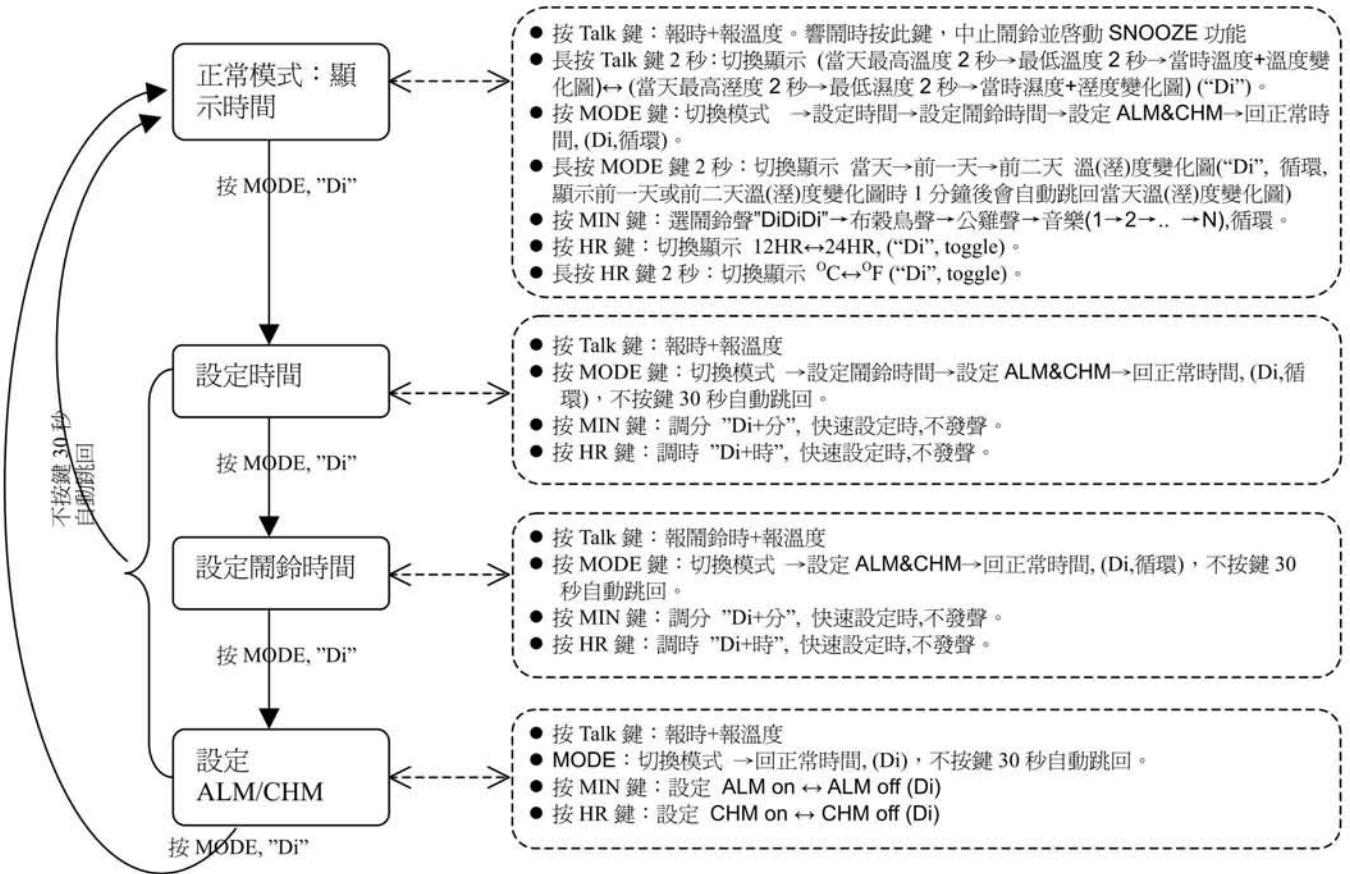 正常模式：顯
示時間
● 按 Talk 鍵：報時+報溫度。響鬧時按此鍵，中止鬧鈴並啓動 SNOOZE 功能
● 長按 Talk 鍵 2 秒：切換顯示 (當天最高溫度 2 秒→最低溫度 2 秒→當時溫度+溫度變
化圖)↔ (當天最高溼度 2 秒→最低濕度 2 秒→當時濕度+溼度變化圖) (“Di”)。
● 按 MODE 鍵：切換模式 →設定時間→設定鬧鈴時間→設定 ALM&CHM→回正常時
間, (Di,循環)。
● 長按 MODE 鍵 2 秒：切換顯示 當天→前一天→前二天 溫(溼)度變化圖(“Di”, 循環,
顯示前一天或前二天溫(溼)度變化圖時 1 分鐘後會自動跳回當天溫(溼)度變化圖)
● 按 MIN 鍵：選鬧鈴聲”DiDiDi”→布穀鳥聲→公雞聲→音樂(1→2→.. →N),循環。
● 按 HR 鍵：切換顯示 12HR↔24HR, (“Di”, toggle)。
● 長按 HR 鍵 2 秒：切換顯示 ᴼC↔ᴼF (“Di”, toggle)。
按 MODE, ”Di”
設定時間
● 按 Talk 鍵：報時+報溫度
● 按 MODE 鍵：切換模式 →設定鬧鈴時間→設定 ALM&CHM→回正常時間, (Di,循
環)，不按鍵 30 秒自動跳回。
● 按 MIN 鍵：調分 ”Di+分”, 快速設定時,不發聲。
● 按 HR 鍵：調時 ”Di+時”, 快速設定時,不發聲。
不按鍵 30 秒
自動跳回
按 MODE, ”Di”
設定鬧鈴時間
● 按 Talk 鍵：報鬧鈴時+報溫度
● 按 MODE 鍵：切換模式 →設定 ALM&CHM→回正常時間, (Di,循環)，不按鍵 30
秒自動跳回。
● 按 MIN 鍵：調分 ”Di+分”, 快速設定時,不發聲。
● 按 HR 鍵：調時 ”Di+時”, 快速設定時,不發聲。
按 MODE, ”Di”
設定
ALM/CHM
● 按 Talk 鍵：報時+報溫度
● MODE：切換模式 →回正常時間, (Di)，不按鍵 30 秒自動跳回。
● 按 MIN 鍵：設定 ALM on ↔ ALM off (Di)
● 按 HR 鍵：設定 CHM on ↔ CHM off (Di)
按 MODE, ”Di”